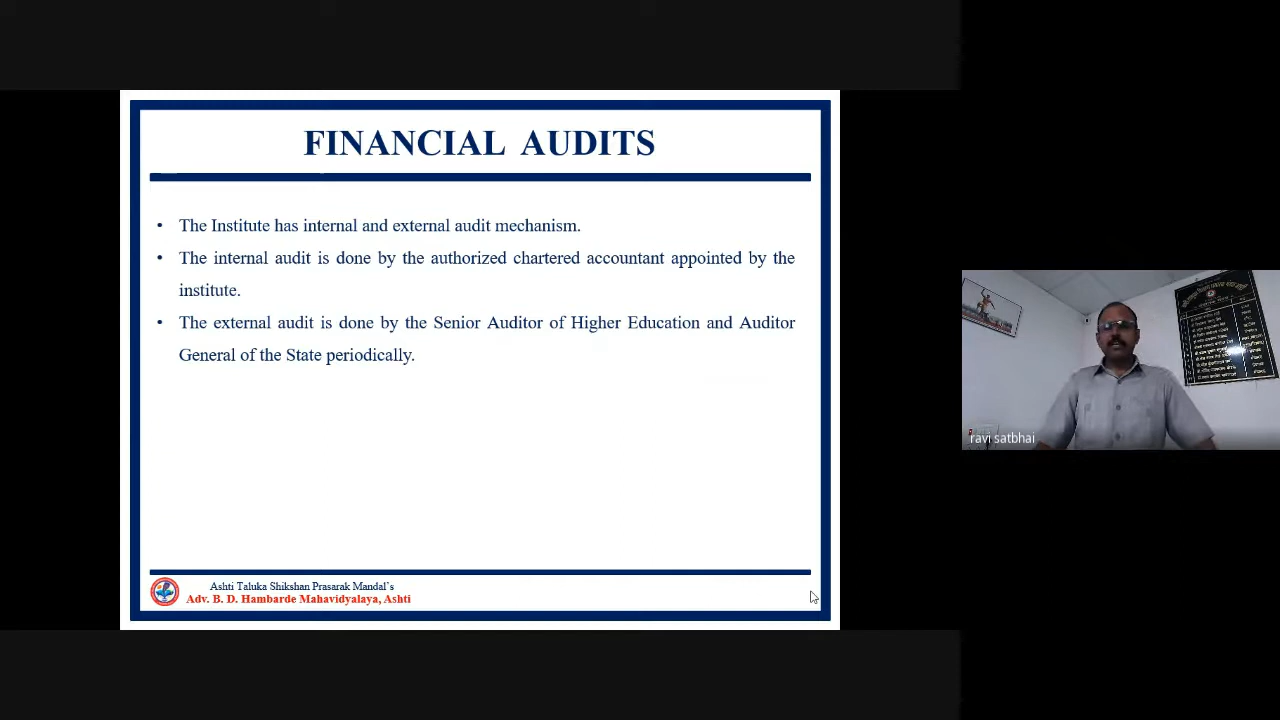 FINANCIAL AUDITS
• The Institute has internal and external audit mechanism.
• The internal audit is done by the authorized chartered accountant appointed by the
institute.
• The external audit is done by the Senior Auditor of Higher Education and Auditor
General of the State periodically.
Ashti Taluka Shikshan Prasarak Mandal's
Adv. B. D. Hambarde Mahavidyalaya, Ashti
ravi satbhai